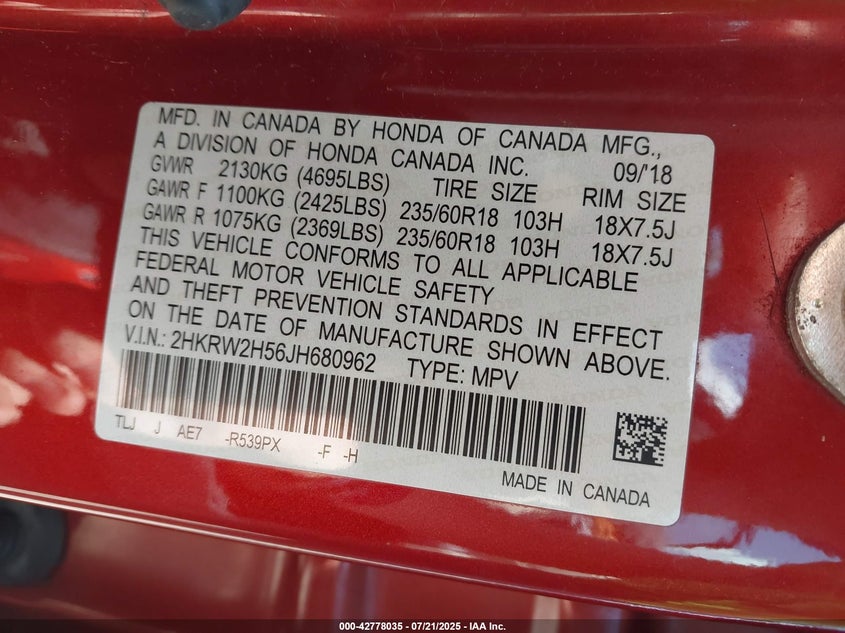 MFD. IN CANADA BY HONDA OF CANADA MFG.,
A DIVISION OF HONDA CANADA INC. 09/'18
GVWR 2130KG (4695LBS) TIRE SIZE RIM SIZE
GAWR F 1100KG (2425LBS) 235/60R18 103H 18X7.5J
GAWR R 1075KG (2369LBS) 235/60R18 103H 18X7.5J
THIS VEHICLE CONFORMS TO ALL APPLICABLE
FEDERAL MOTOR VEHICLE SAFETY
AND THEFT PREVENTION STANDARDS IN EFFECT
ON THE DATE OF MANUFACTURE SHOWN ABOVE.
V.I.N.: 2HKRW2H56JH680962 TYPE: MPV
TLJ J AE7 -R539PX -F -H
MADE IN CANADA
000-42778035 - 07/21/2025 - IAA Inc.